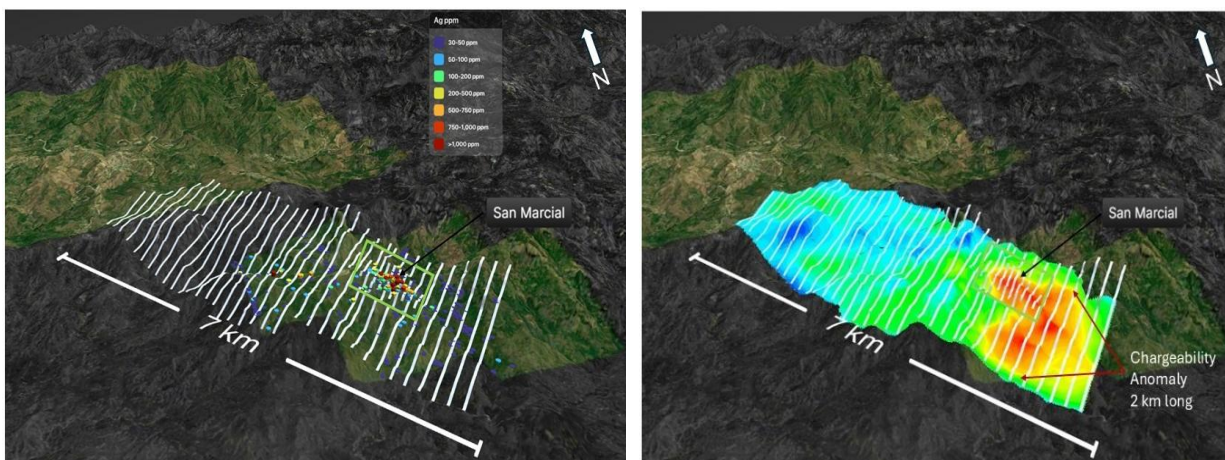 Ag ppm
30-50 ppm
50-100 ppm
100-200 ppm
200-500 ppm
500-750 ppm
750-1,000 ppm
>1,000 ppm
N
San Marcial
7 km
N
San Marcial
7 km
Chargeability
Anomaly
2 km long